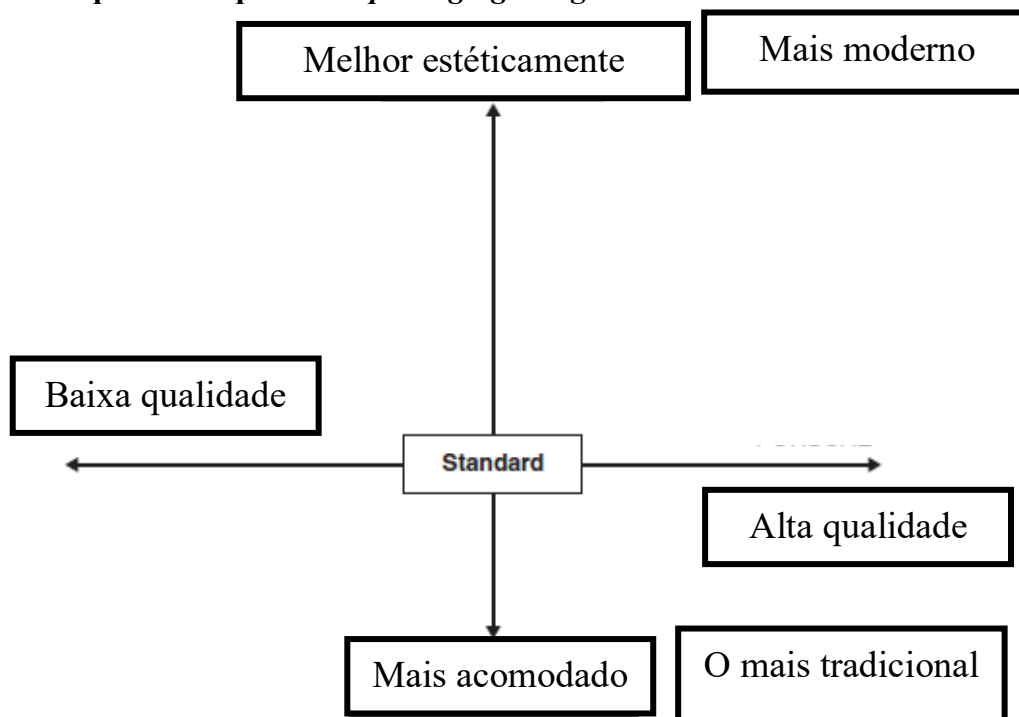 Melhor estéticamente
Mais moderno
Baixa qualidade
Standard
Alta qualidade
Mais acomodado
O mais tradicional